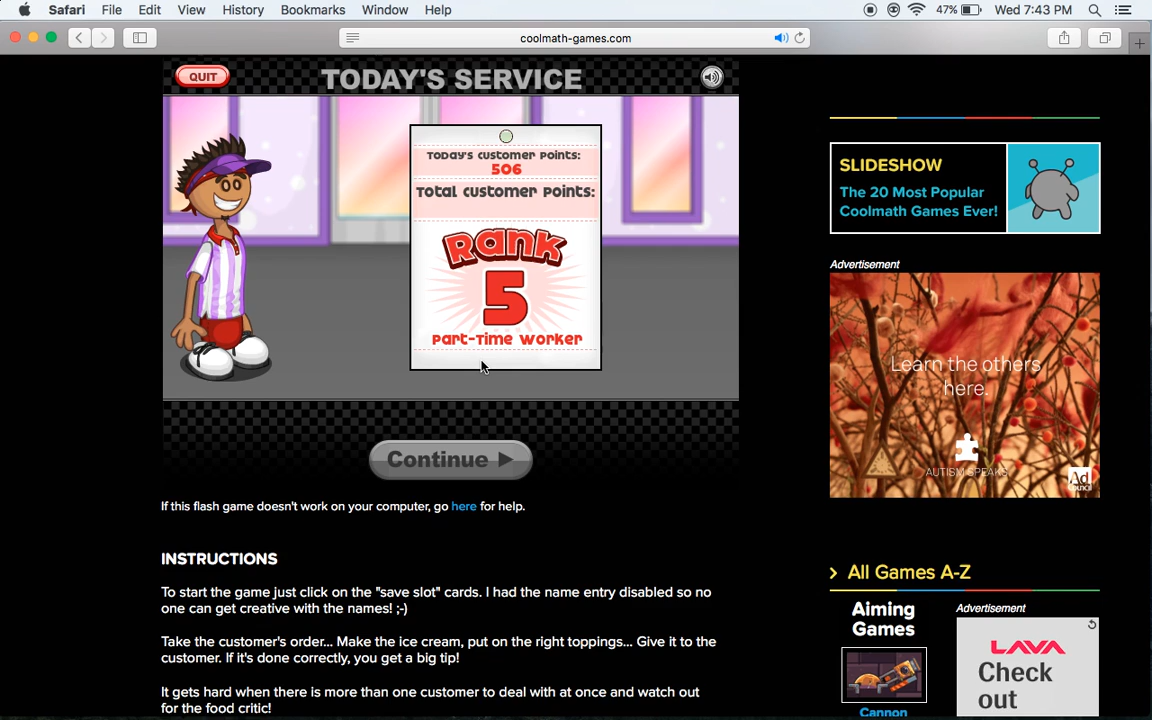 Safari File Edit View History Bookmarks Window Help 47% Wed 7:43 PM
coolmath-games.com
QUIT TODAY'S SERVICE
Today's Customer Points:
506
Total Customer Points:
Rank
5
Part-Time Worker
Continue
If this flash game doesn't work on your computer, go here for help.
INSTRUCTIONS
To start the game just click on the "save slot" cards. I had the name entry disabled so no
one can get creative with the names! ;-)
Take the customer's order... Make the ice cream, put on the right toppings... Give it to the
customer. If it's done correctly, you get a big tip!
It gets hard when there is more than one customer to deal with at once and watch out
for the food critic!
SLIDESHOW
The 20 Most Popular
Coolmath Games Ever!
Advertisement
Learn the others
here.
AUTISM SPEAKS
Ad
Council
> All Games A-Z
Aiming
Games
Cannon
Advertisement
LAVA
Check
out